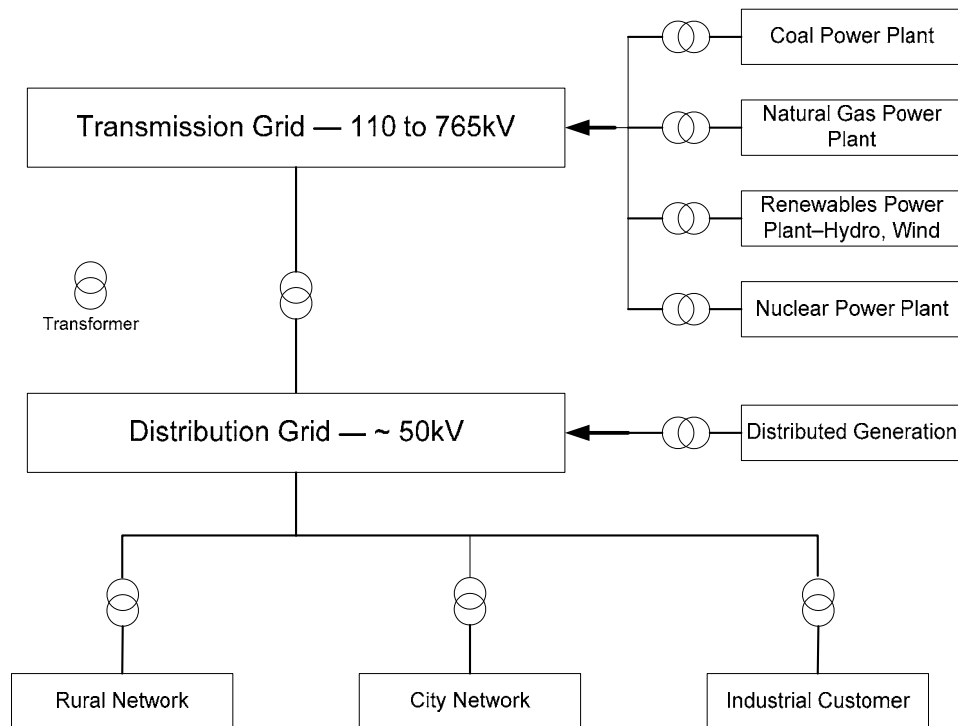 Coal Power Plant
Transmission Grid — 110 to 765kV
Natural Gas Power
Plant
Renewables Power
Plant–Hydro, Wind
Transformer
Nuclear Power Plant
Distribution Grid — ~ 50kV
Distributed Generation
Rural Network
City Network
Industrial Customer